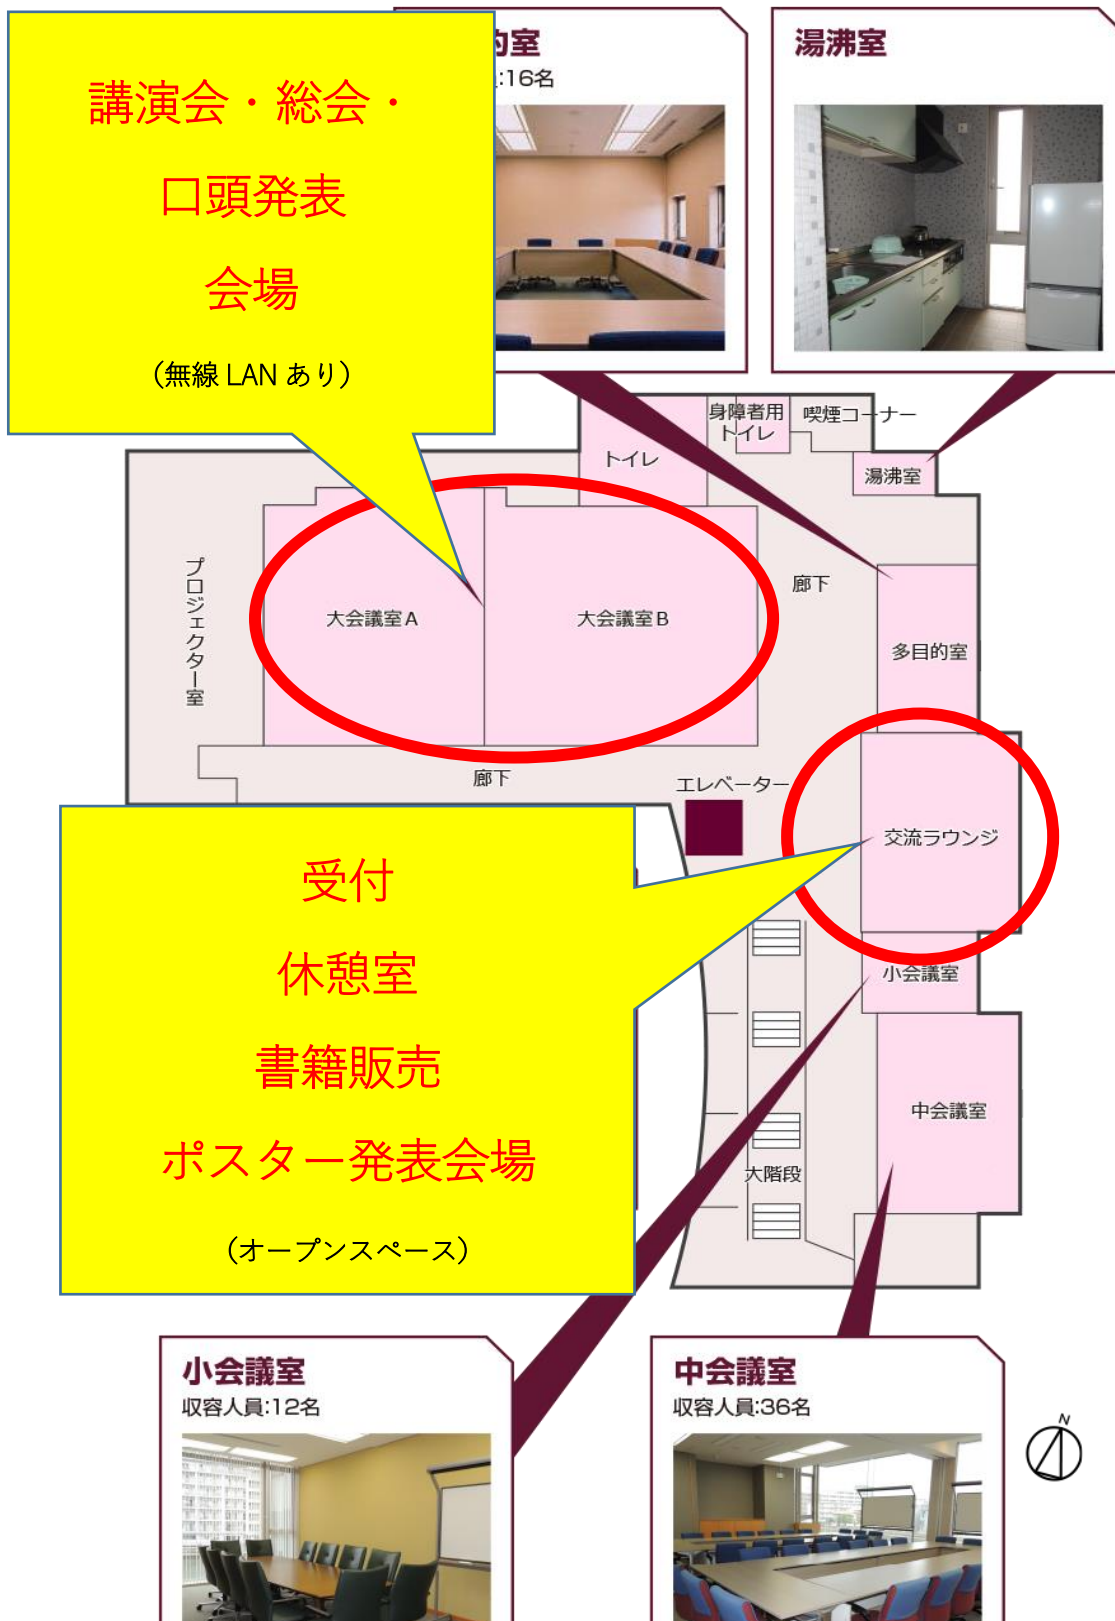 講演会・総会・
口頭発表
会場
（無線 LAN あり）
的室
:16名
湯沸室
身障者用
トイレ
喫煙コーナー
トイレ
湯沸室
プロジェクター室
大会議室A
大会議室B
廊下
多目的室
廊下
エレベーター
交流ラウンジ
受付
休憩室
書籍販売
ポスター発表会場
（オープンスペース）
小会議室
中会議室
大階段
小会議室
収容人員:12名
中会議室
収容人員:36名
N